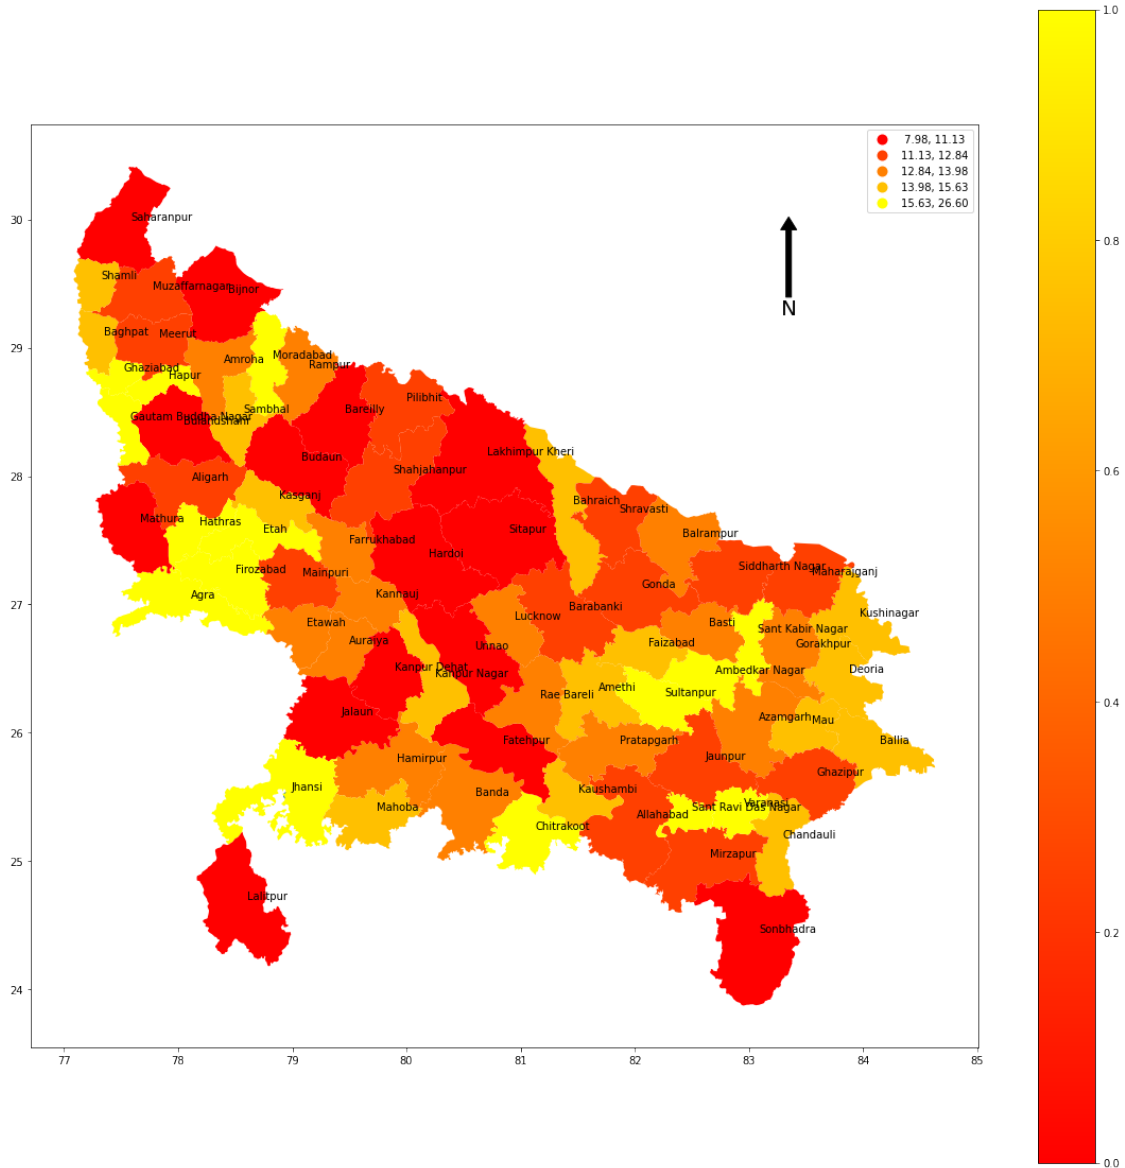 1.0
7.98, 11.13
11.13, 12.84
12.84, 13.98
13.98, 15.63
15.63, 26.60
30
Saharanpur
0.8
Shamli
Muzaffarnagar
Bijnor
N
Baghpat
Meerut
29
Amroha
Moradabad
Ghaziabad
Hapur
Rampur
Pilibhit
Gautam Buddha Nagar
Bulandshahr
Sambhal
Bareilly
0.6
Lakhimpur Kheri
Budaun
Shahjahanpur
28
Aligarh
Kasganj
Bahraich
Shravasti
Mathura
Hathras
Etah
Sitapur
Farrukhabad
Hardoi
Balrampur
Firozabad
Mainpuri
Siddharth Nagar
Maharajganj
Agra
Kannauj
Gonda
27
Barabanki
Lucknow
Kushinagar
Etawah
Auraiya
Unnao
Faizabad
Basti
Sant Kabir Nagar
Gorakhpur
Kanpur Dehat
Kanpur Nagar
Ambedkar Nagar
Deoria
Rae Bareli
Amethi
Sultanpur
0.4
Jalaun
Azamgarh
Mau
26
Fatehpur
Pratapgarh
Ballia
Hamirpur
Jaunpur
Ghazipur
Jhansi
Banda
Kaushambi
Mahoba
Varanasi
Sant Ravi Das Nagar
Chitrakoot
Allahabad
Chandauli
25
Mirzapur
0.2
Lalitpur
Sonbhadra
24
77 78 79 80 81 82 83 84 85
0.0